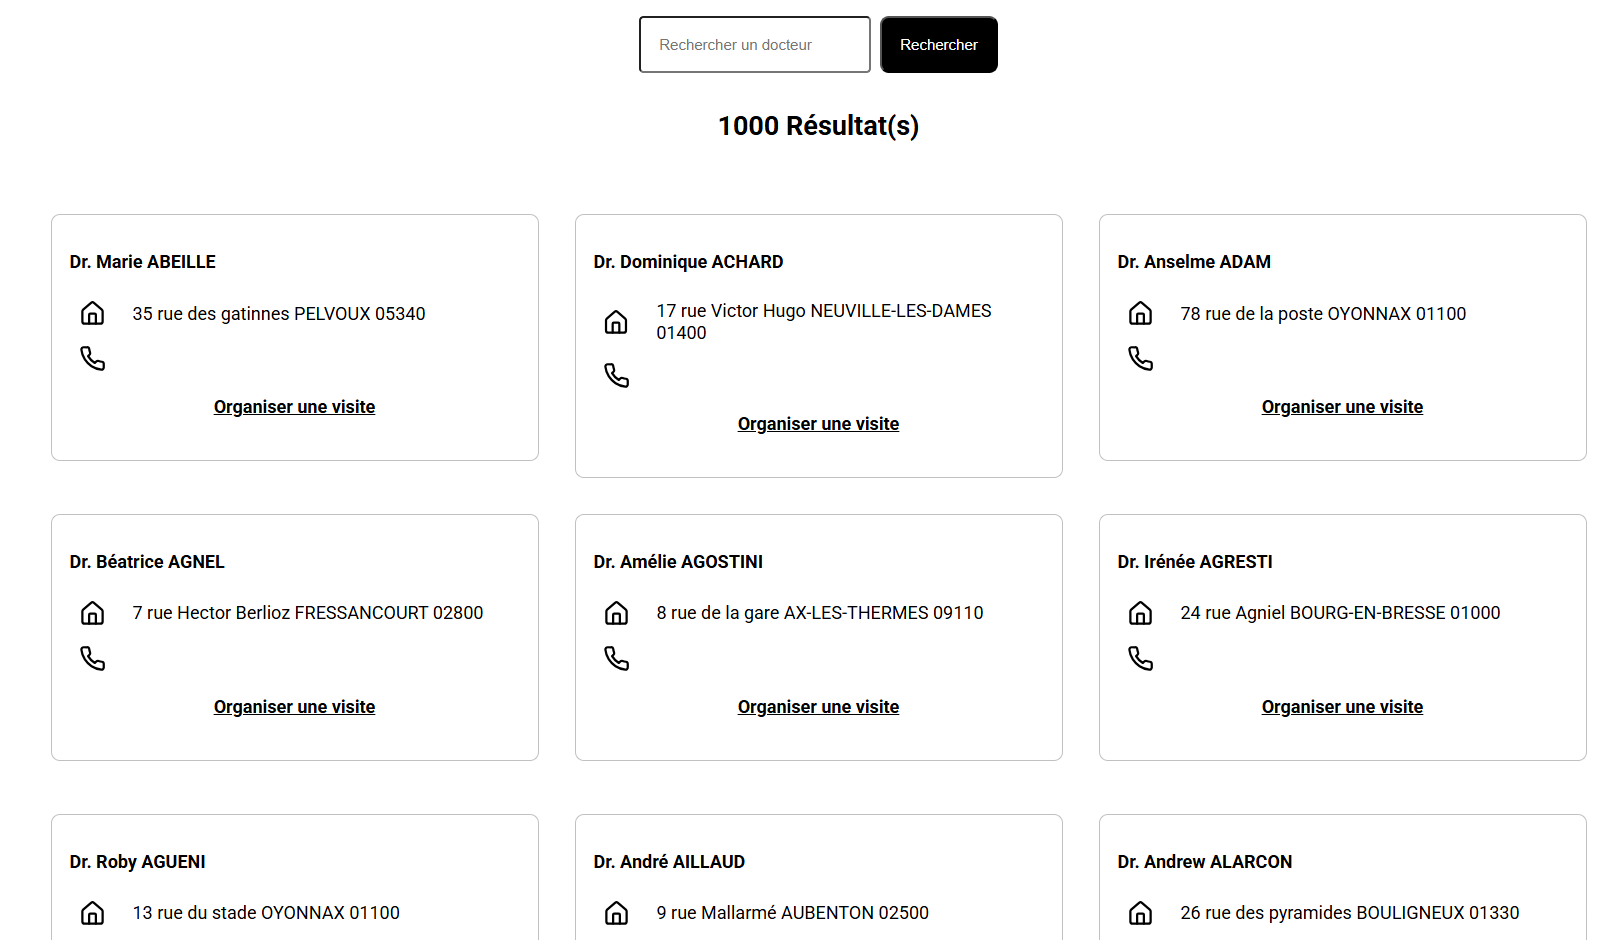 Rechercher un docteur
Rechercher
1000 Résultat(s)
Dr. Marie ABEILLE
35 rue des gatinnes PELVOUX 05340
Organiser une visite
Dr. Dominique ACHARD
17 rue Victor Hugo NEUVILLE-LES-DAMES
01400
Organiser une visite
Dr. Anselme ADAM
78 rue de la poste OYONNAX 01100
Organiser une visite
Dr. Béatrice AGNEL
7 rue Hector Berlioz FRESSANCOURT 02800
Organiser une visite
Dr. Amélie AGOSTINI
8 rue de la gare AX-LES-THERMES 09110
Organiser une visite
Dr. Irénée AGRESTI
24 rue Agniel BOURG-EN-BRESSE 01000
Organiser une visite
Dr. Roby AGUENI
13 rue du stade OYONNAX 01100
Dr. André AILLAUD
9 rue Mallarmé AUBENTON 02500
Dr. Andrew ALARCON
26 rue des pyramides BOULIGNEUX 01330